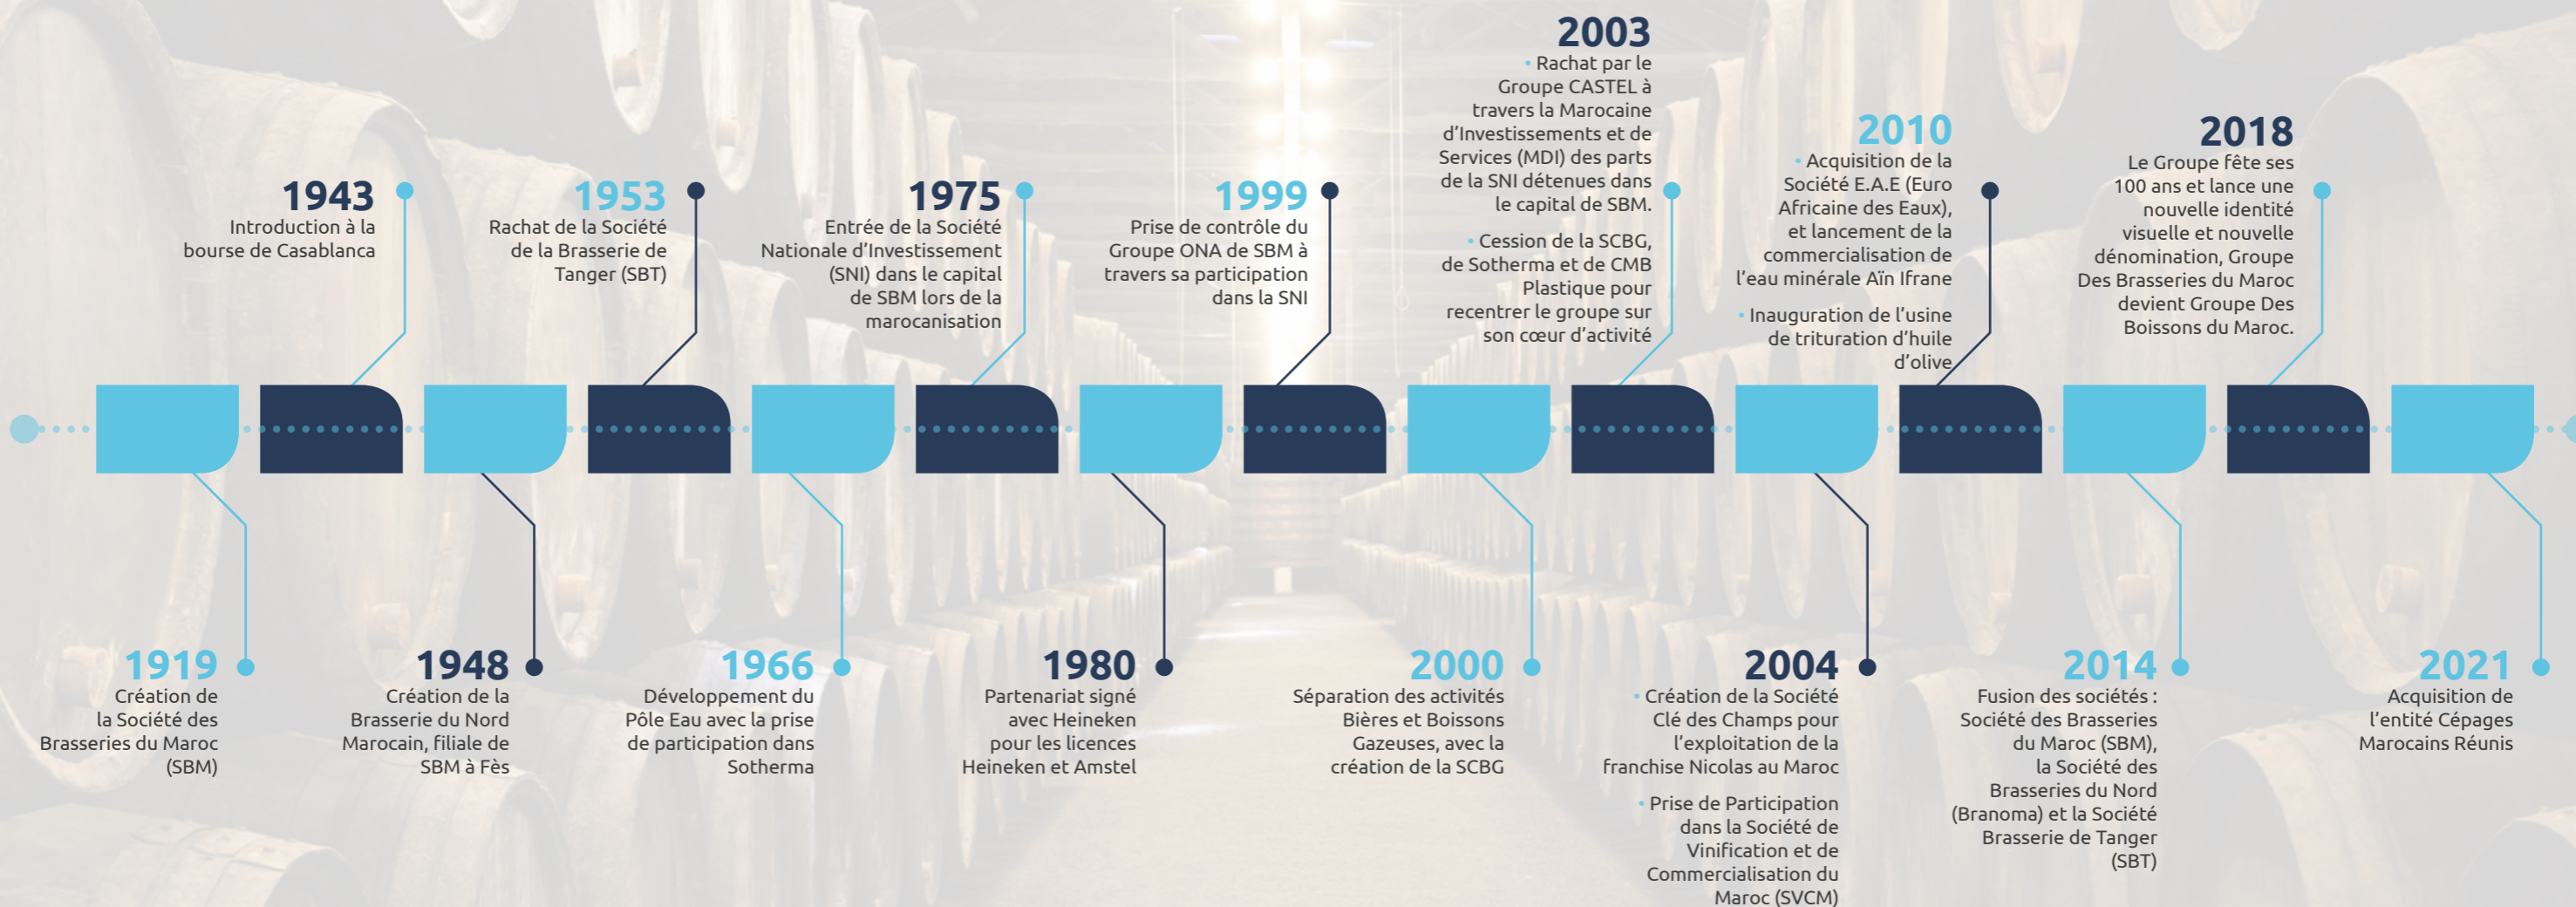 1919
Création de
la Société des
Brasseries du Maroc
(SBM)
1943
Introduction à la
bourse de Casablanca
1948
Création de la
Brasserie du Nord
Marocain, filiale de
SBM à Fès
1953
Rachat de la Société
de la Brasserie de
Tanger (SBT)
1966
Développement du
Pôle Eau avec la prise
de participation dans
Sotherma
1975
Entrée de la Société
Nationale d’Investissement
(SNI) dans le capital
de SBM lors de la
marocanisation
1980
Partenariat signé
avec Heineken
pour les licences
Heineken et Amstel
1999
Prise de contrôle du
Groupe ONA de SBM à
travers sa participation
dans la SNI
2000
Séparation des activités
Bières et Boissons
Gazeuses, avec la
création de la SCBG
2003
• Rachat par le
Groupe CASTEL à
travers la Marocaine
d’Investissements et de
Services (MDI) des parts
de la SNI détenues dans
le capital de SBM.
• Cession de la SCBG,
de Sotherma et de CMB
Plastique pour
recentrer le groupe sur
son cœur d’activité
2004
• Création de la Société
Clé des Champs pour
l’exploitation de la
franchise Nicolas au Maroc
• Prise de Participation
dans la Société de
Vinification et de
Commercialisation du
Maroc (SVCM)
2010
• Acquisition de la
Société E.A.E (Euro
Africaine des Eaux),
et lancement de la
commercialisation de
l’eau minérale Aïn Ifrane
• Inauguration de l’usine
de trituration d’huile
d’olive
2014
Fusion des sociétés :
Société des Brasseries
du Maroc (SBM),
la Société des
Brasseries du Nord
(Branoma) et la Société
Brasserie de Tanger
(SBT)
2018
Le Groupe fête ses
100 ans et lance une
nouvelle identité
visuelle et nouvelle
dénomination, Groupe
Des Brasseries du Maroc
devient Groupe Des
Boissons du Maroc.
2021
Acquisition de
l’entité Cépages
Marocains Réunis